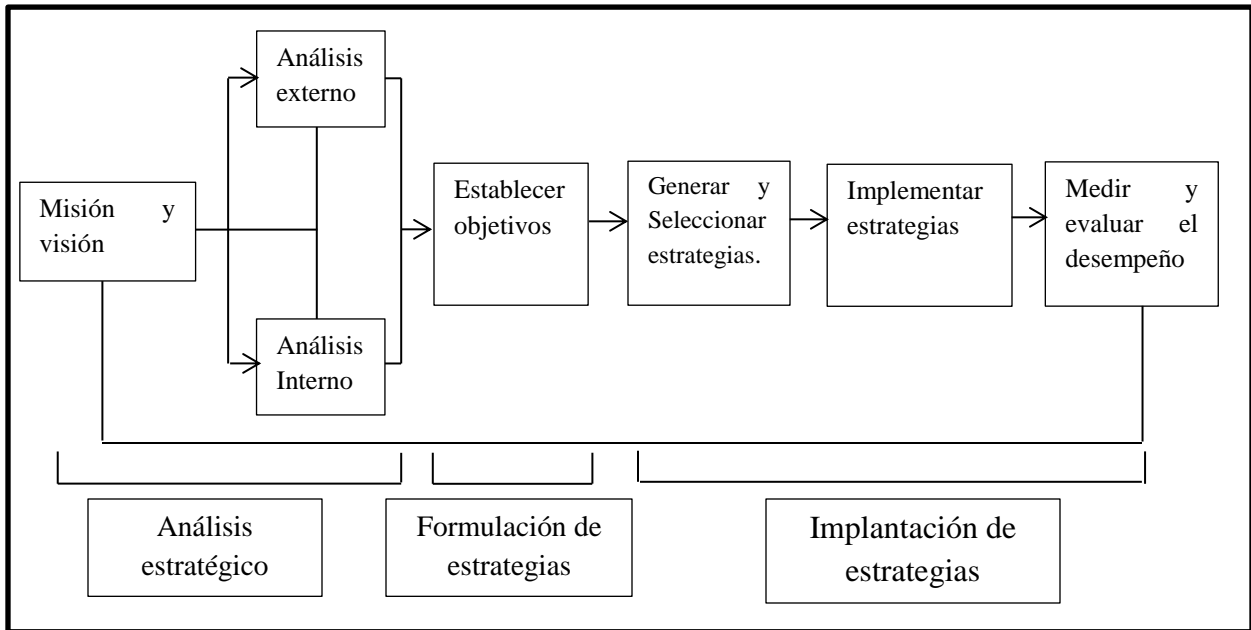 Análisis
externo
Misión y
visión
Análisis
Interno
Establecer
objetivos
Generar y
Seleccionar
estrategias.
Implementar
estrategias
Medir y
evaluar el
desempeño
Análisis
estratégico
Formulación de
estrategias
Implantación de
estrategias